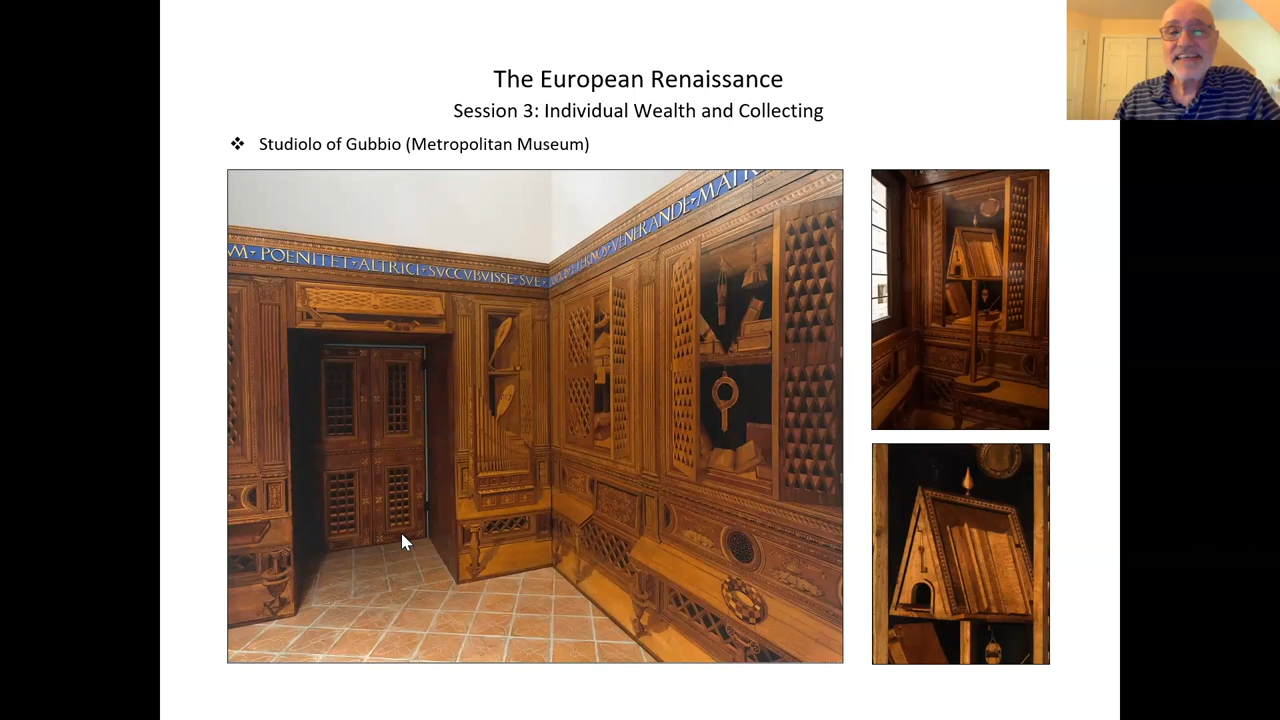 The European Renaissance
Session 3: Individual Wealth and Collecting
❖ Studiolo of Gubbio (Metropolitan Museum)
M · POENITET · ALTRICI · SVCCVBVISSE · SVE · VENERANDE · MATR